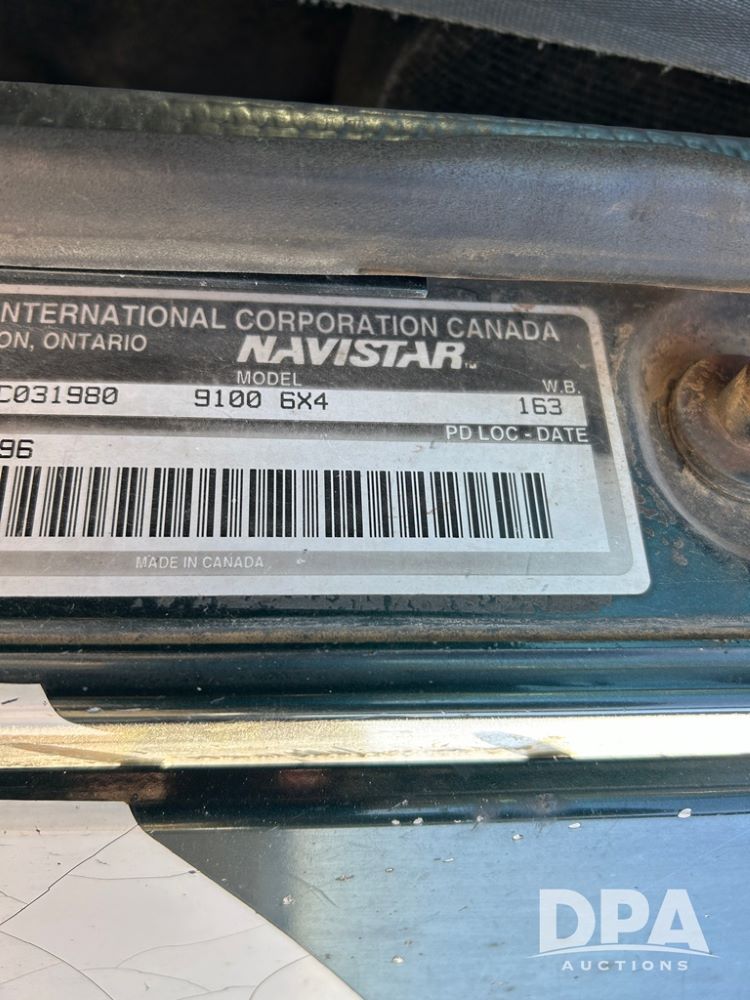 INTERNATIONAL CORPORATION CANADA
ON, ONTARIO NAVISTAR™
MODEL W.B.
C031980 9100 6X4 163
PD LOC - DATE
96
MADE IN CANADA
DPA
AUCTIONS